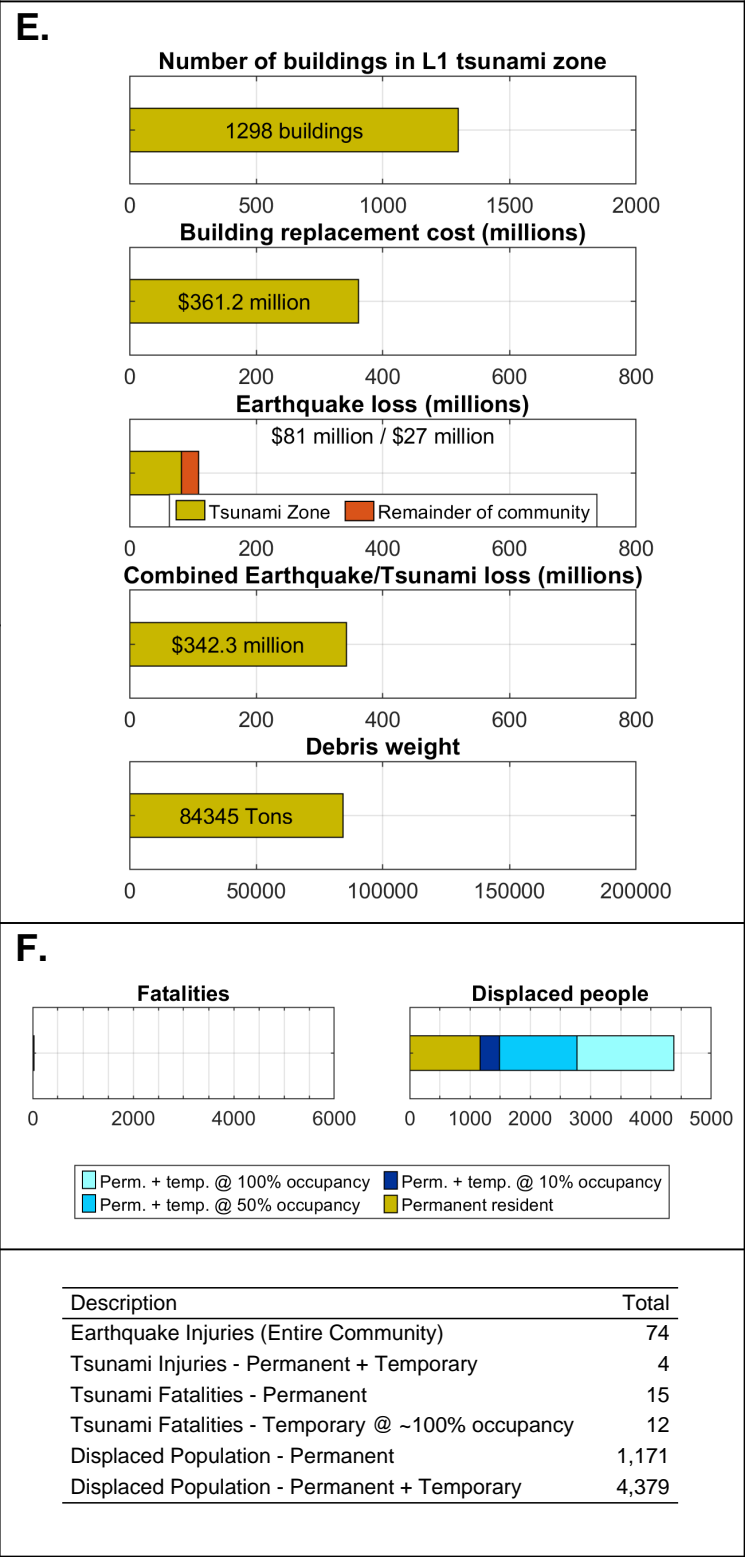 E.
Number of buildings in L1 tsunami zone
1298 buildings
0 500 1000 1500 2000
Building replacement cost (millions)
$361.2 million
0 200 400 600 800
Earthquake loss (millions)
$81 million / $27 million
Tsunami Zone Remainder of community
0 200 400 600 800
Combined Earthquake/Tsunami loss (millions)
$342.3 million
0 200 400 600 800
Debris weight
84345 Tons
0 50000 100000 150000 200000
F.
Fatalities Displaced people
0 2000 4000 6000 0 1000 2000 3000 4000 5000
Perm. + temp. @ 100% occupancy Perm. + temp. @ 10% occupancy
Perm. + temp. @ 50% occupancy Permanent resident
Description Total
Earthquake Injuries (Entire Community) 74
Tsunami Injuries - Permanent + Temporary 4
Tsunami Fatalities - Permanent 15
Tsunami Fatalities - Temporary @ ~100% occupancy 12
Displaced Population - Permanent 1,171
Displaced Population - Permanent + Temporary 4,379